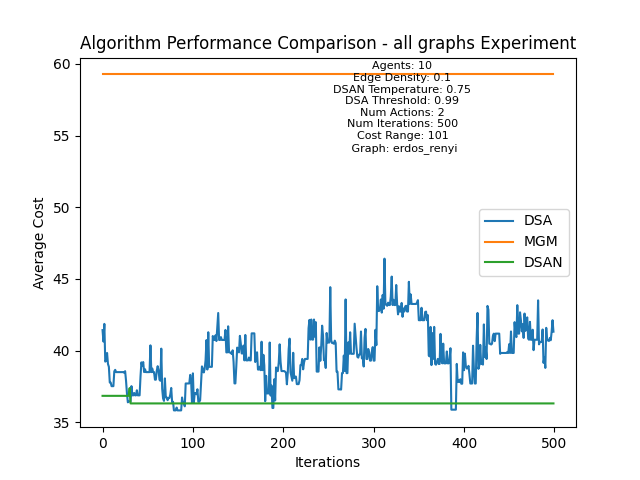 Algorithm Performance Comparison - all graphs Experiment
60
55
50
45
40
35
Average Cost
Agents: 10
Edge Density: 0.1
DSAN Temperature: 0.75
DSA Threshold: 0.99
Num Actions: 2
Num Iterations: 500
Cost Range: 101
Graph: erdos_renyi
DSA
MGM
DSAN
0 100 200 300 400 500
Iterations